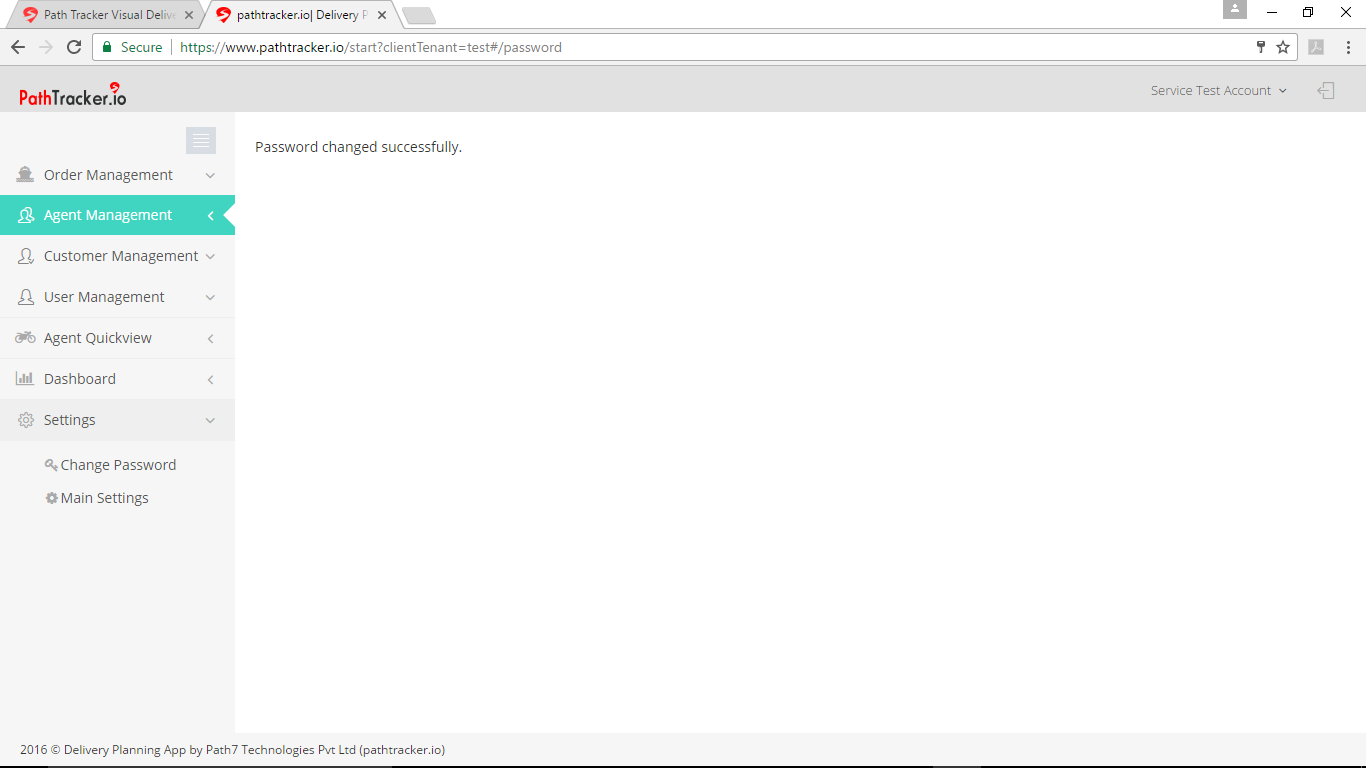 Path Tracker Visual Delive
pathtracker.io| Delivery P
Secure
https://www.pathtracker.io/start?clientTenant=test#/password
PathTracker.io
Service Test Account
Password changed successfully.
Order Management
Agent Management
Customer Management
User Management
Agent Quickview
Dashboard
Settings
Change Password
Main Settings
2016 © Delivery Planning App by Path7 Technologies Pvt Ltd (pathtracker.io)